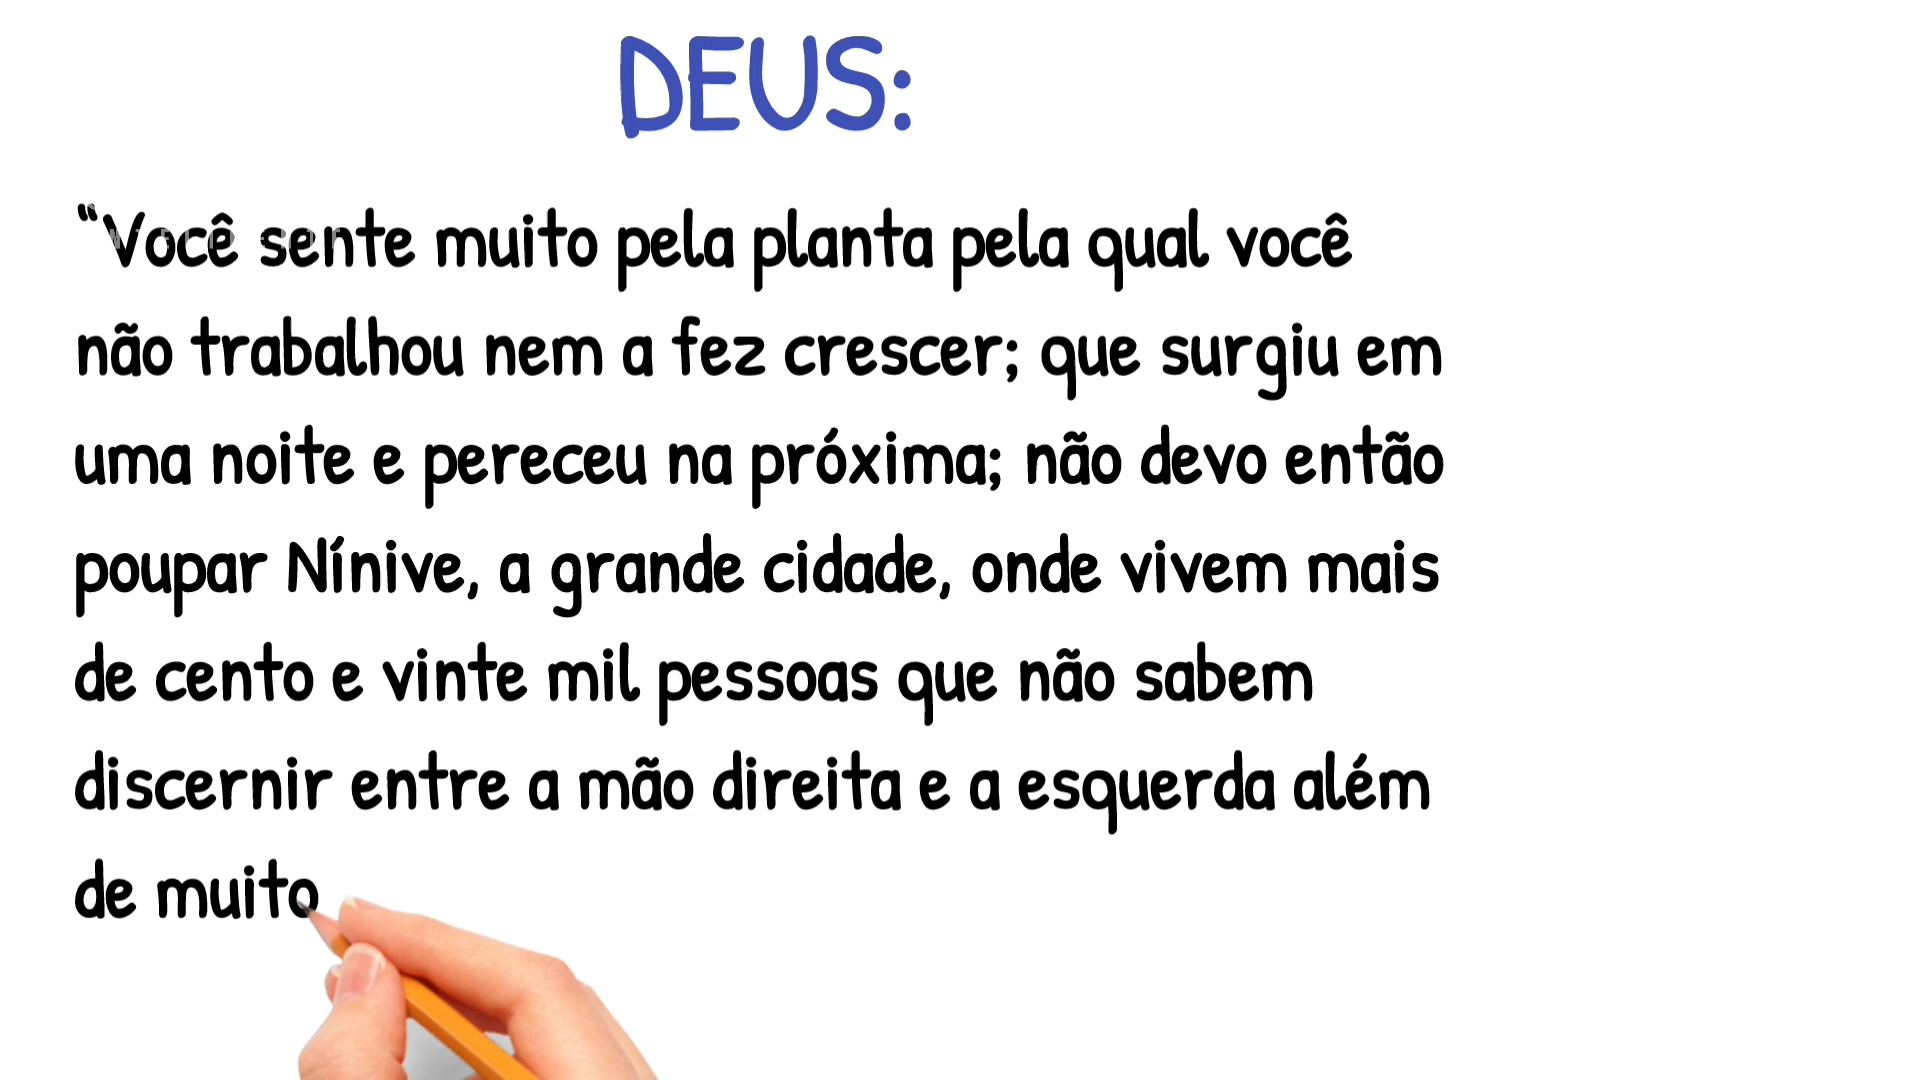 DEUS:
“Você sente muito pela planta pela qual você
não trabalhou nem a fez crescer; que surgiu em
uma noite e pereceu na próxima; não devo então
poupar Nínive, a grande cidade, onde vivem mais
de cento e vinte mil pessoas que não sabem
discernir entre a mão direita e a esquerda além
de muito